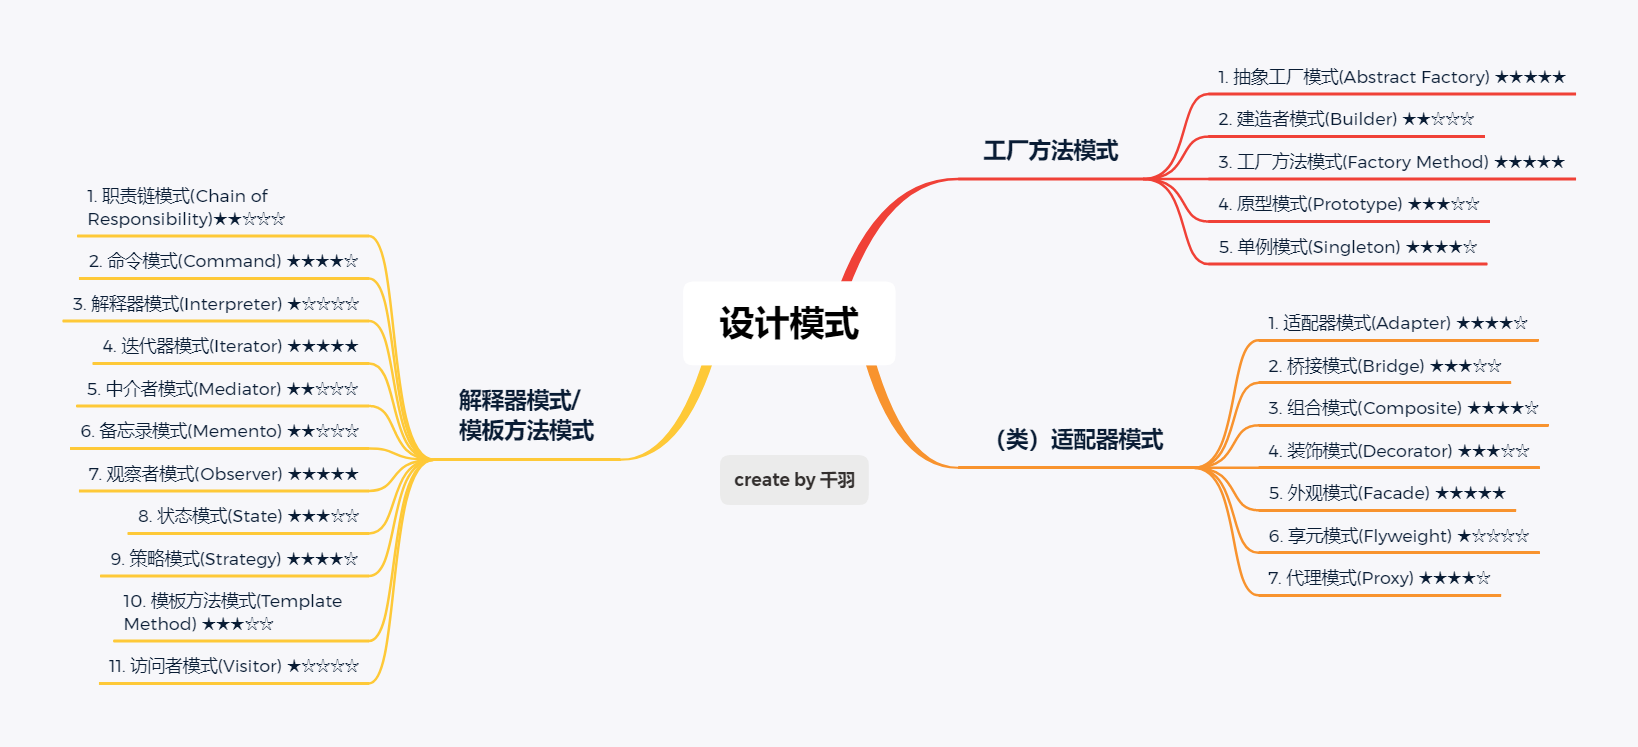 设计模式
create by 千羽
工厂方法模式
1. 抽象工厂模式(Abstract Factory) ★★★★★
2. 建造者模式(Builder) ★★☆☆☆
3. 工厂方法模式(Factory Method) ★★★★★
4. 原型模式(Prototype) ★★★☆☆
5. 单例模式(Singleton) ★★★★☆
（类）适配器模式
1. 适配器模式(Adapter) ★★★★☆
2. 桥接模式(Bridge) ★★★☆☆
3. 组合模式(Composite) ★★★★☆
4. 装饰模式(Decorator) ★★★☆☆
5. 外观模式(Facade) ★★★★★
6. 享元模式(Flyweight) ★☆☆☆☆
7. 代理模式(Proxy) ★★★★☆
解释器模式/
模板方法模式
1. 职责链模式(Chain of
Responsibility)★★☆☆☆
2. 命令模式(Command) ★★★★☆
3. 解释器模式(Interpreter) ★☆☆☆☆
4. 迭代器模式(Iterator) ★★★★★
5. 中介者模式(Mediator) ★★☆☆☆
6. 备忘录模式(Memento) ★★☆☆☆
7. 观察者模式(Observer) ★★★★★
8. 状态模式(State) ★★★☆☆
9. 策略模式(Strategy) ★★★★☆
10. 模板方法模式(Template
Method) ★★★☆☆
11. 访问者模式(Visitor) ★☆☆☆☆